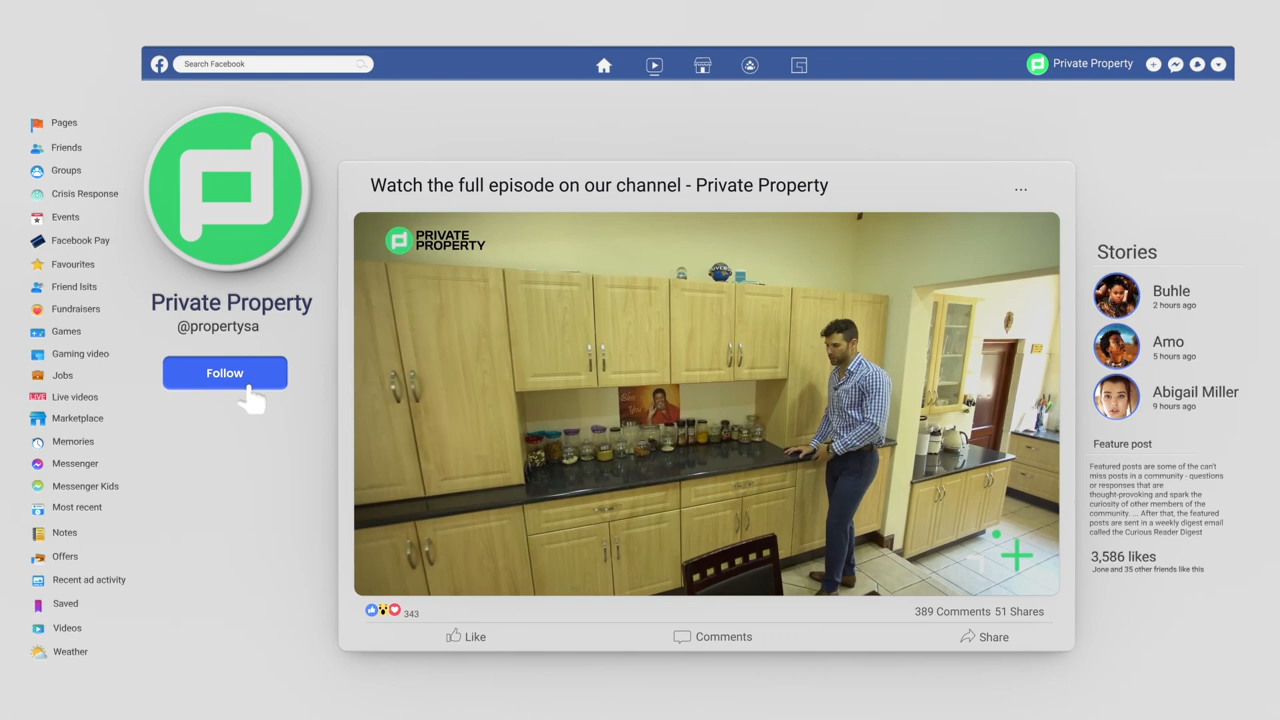 Search Facebook
Private Property
Pages
Friends
Groups
Crisis Response
Events
Facebook Pay
Favourites
Friend lsits
Fundraisers
Games
Gaming video
Jobs
LIVE Live videos
Marketplace
Memories
Messenger
Messenger Kids
Most recent
Notes
Offers
Recent ad activity
Saved
Videos
Weather
Private Property
@propertysa
Follow
Watch the full episode on our channel - Private Property
...
PRIVATE
PROPERTY
343
389 Comments 51 Shares
Like
Comments
Share
Stories
Buhle
2 hours ago
Amo
5 hours ago
Abigail Miller
9 hours ago
Feature post
Featured posts are some of the can't
miss posts in a community - questions
or responses that are
thought-provoking and spark the
curiosity of other members of the
community. ... After that, the featured
posts are sent in a weekly digest email
called the Curious Reader Digest
3,586 likes
Jone and 35 other friends like this